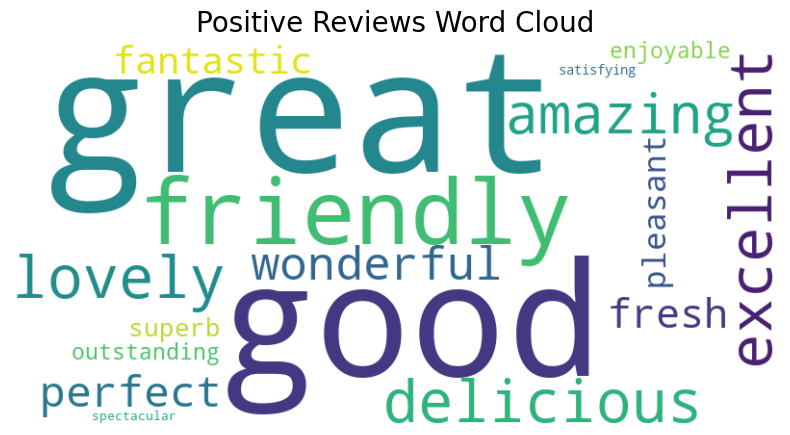 Positive Reviews Word Cloud
fantastic
enjoyable
satisfying
great
amazing
excellent
pleasant
friendly
wonderful
lovely
good
fresh
superb
outstanding
perfect
delicious
spectacular